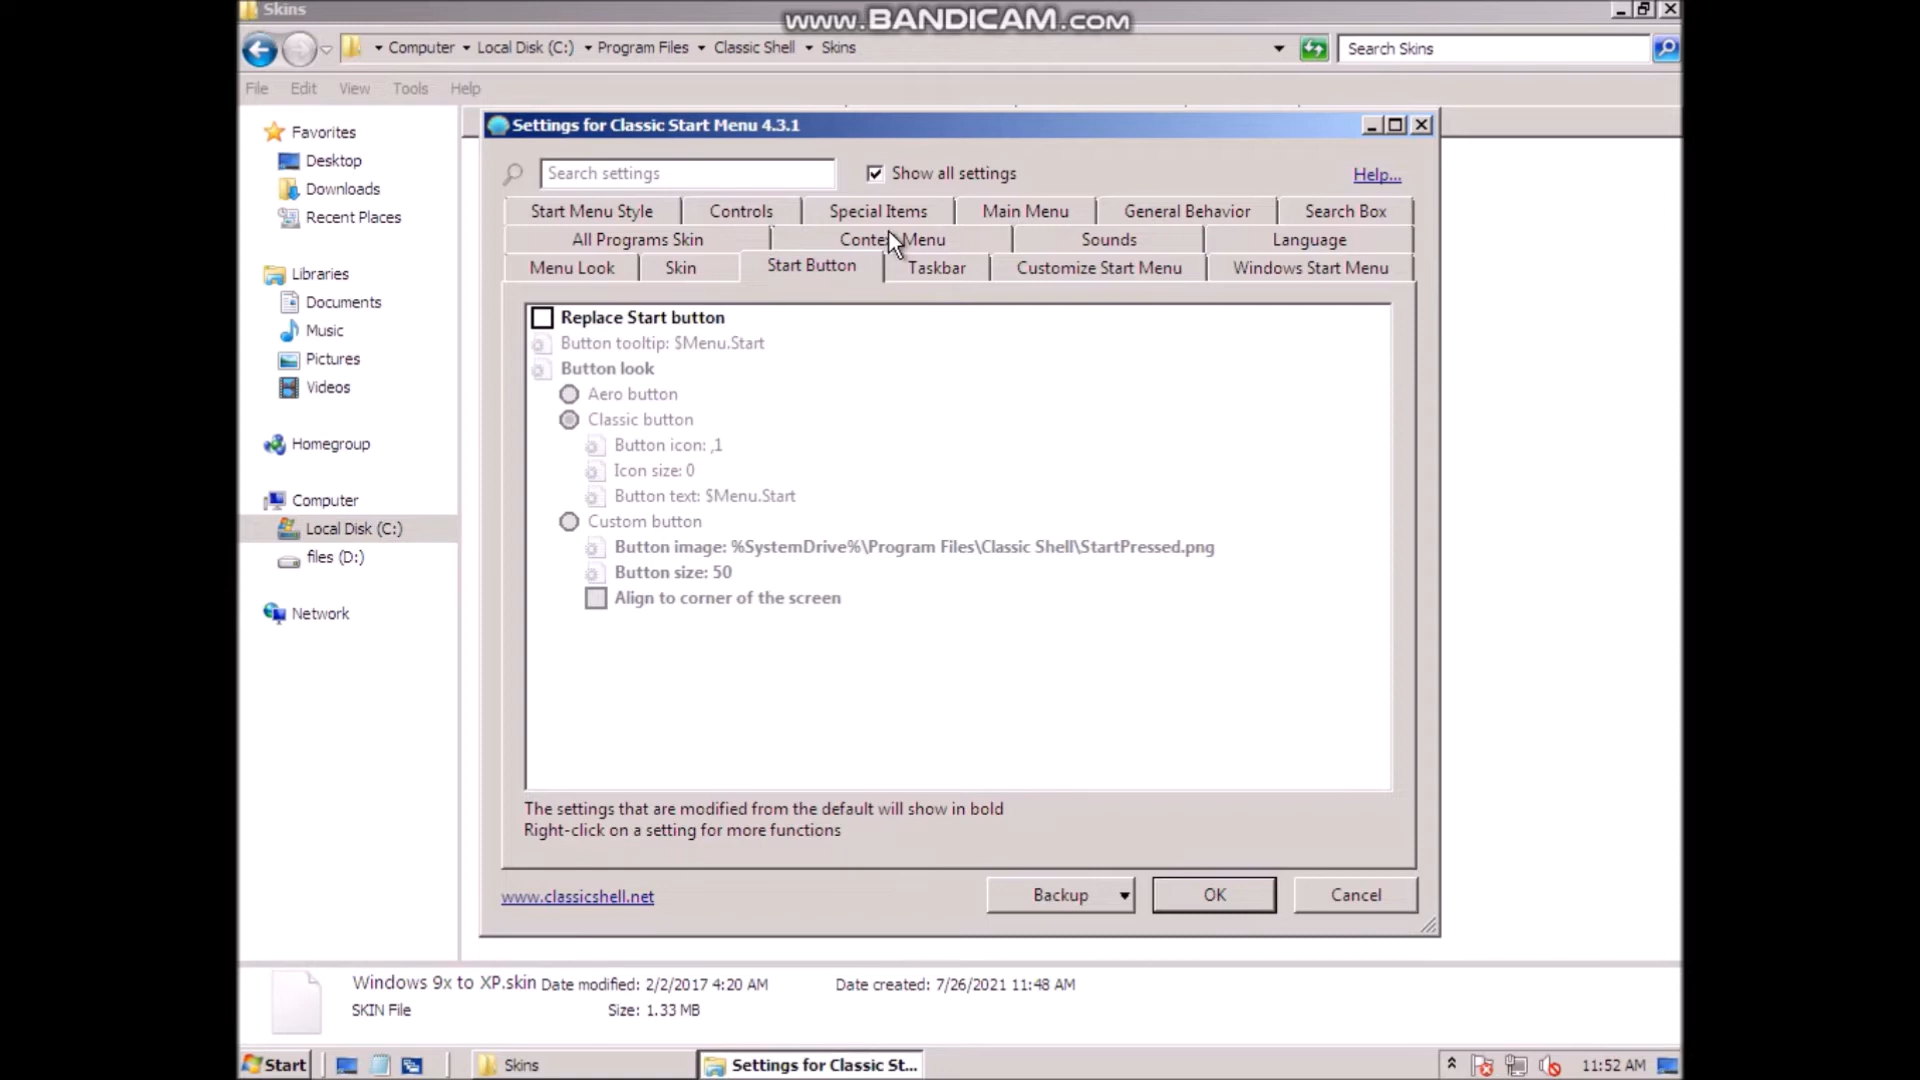 Skins
www.BANDICAM.com
Computer Local Disk (C:) Program Files Classic Shell Skins
Search Skins
File Edit View Tools Help
Favorites
Desktop
Downloads
Recent Places
Libraries
Documents
Music
Pictures
Videos
Homegroup
Computer
Local Disk (C:)
files (D:)
Network
Settings for Classic Start Menu 4.3.1
Search settings
Show all settings
Help...
Start Menu Style Controls Special Items Main Menu General Behavior Search Box
All Programs Skin Context Menu Sounds Language
Menu Look Skin Start Button Taskbar Customize Start Menu Windows Start Menu
Replace Start button
Button tooltip: $Menu.Start
Button look
Aero button
Classic button
Button icon: ,1
Icon size: 0
Button text: $Menu.Start
Custom button
Button image: %SystemDrive%\Program Files\Classic Shell\StartPressed.png
Button size: 50
Align to corner of the screen
The settings that are modified from the default will show in bold
Right-click on a setting for more functions
www.classicshell.net
Backup OK Cancel
Windows 9x to XP.skin Date modified: 2/2/2017 4:20 AM Date created: 7/26/2021 11:48 AM
SKIN File Size: 1.33 MB
Start Skins Settings for Classic St... 11:52 AM